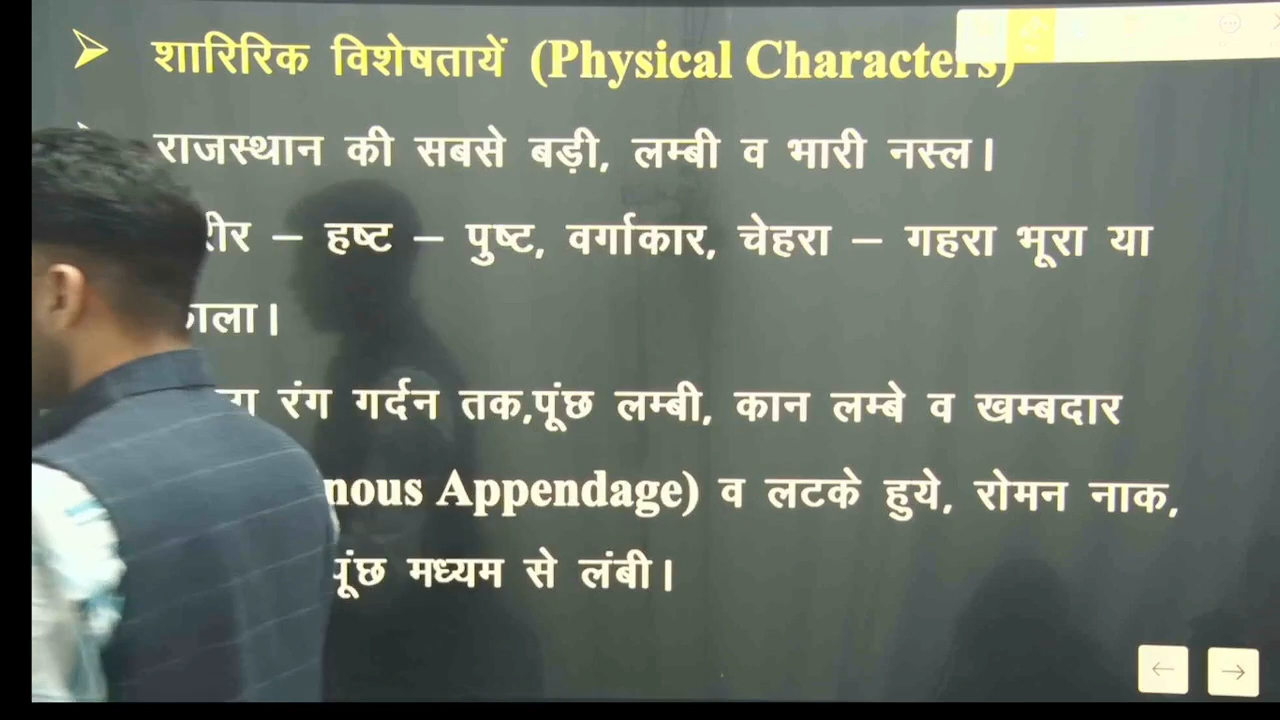 शारिरिक विशेषतायें (Physical Characters)
राजस्थान की सबसे बड़ी, लम्बी व भारी नस्ल।
– हष्ट – पुष्ट, वर्गाकार, चेहरा – गहरा भूरा या
रंग गर्दन तक,पूंछ लम्बी, कान लम्बे व खम्बदार
Appendage) व लटके हुये, रोमन नाक,
पूंछ मध्यम से लंबी।